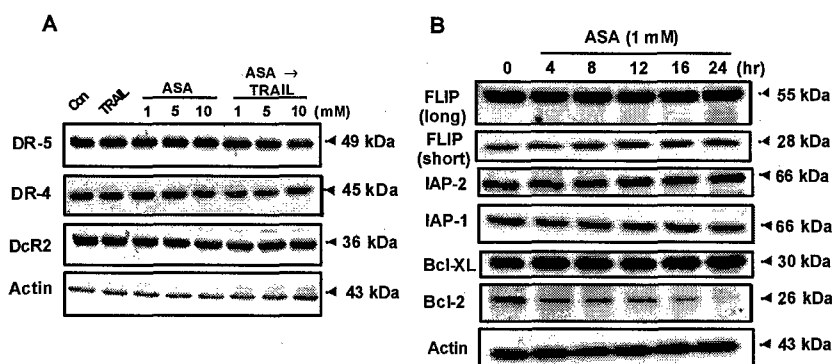 A
Con TRAIL ASA ASA → TRAIL
1 5 10 1 5 10 (mM)
DR-5 ◄ 49 kDa
DR-4 ◄ 45 kDa
DcR2 ◄ 36 kDa
Actin ◄ 43 kDa
B
ASA (1 mM)
0 4 8 12 16 24 (hr)
FLIP (long) ◄ 55 kDa
FLIP (short) ◄ 28 kDa
IAP-2 ◄ 66 kDa
IAP-1 ◄ 66 kDa
Bcl-XL ◄ 30 kDa
Bcl-2 ◄ 26 kDa
Actin ◄ 43 kDa